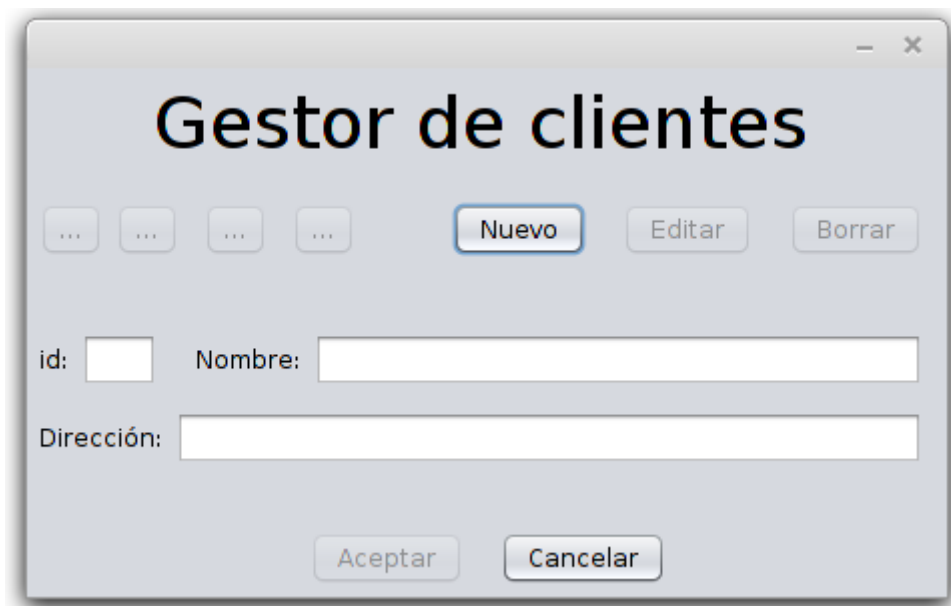 Gestor de clientes
... ... ... ... Nuevo Editar Borrar
id: Nombre:
Dirección:
Aceptar Cancelar